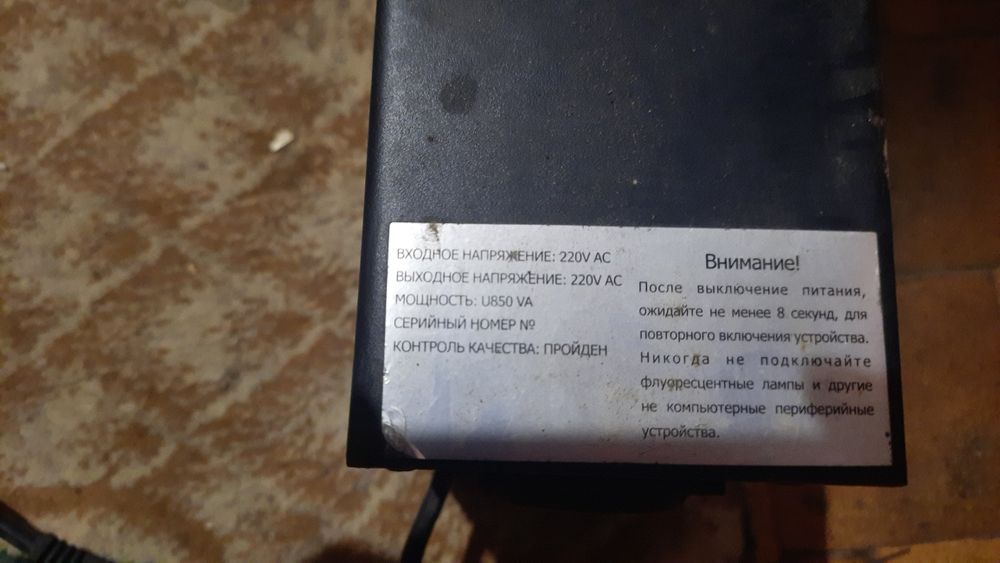 ВХОДНОЕ НАПРЯЖЕНИЕ: 220V AC
ВЫХОДНОЕ НАПРЯЖЕНИЕ: 220V AC
МОЩНОСТЬ: U850 VA
СЕРИЙНЫЙ НОМЕР №
КОНТРОЛЬ КАЧЕСТВА: ПРОЙДЕН
Внимание!
После выключение питания,
ожидайте не менее 8 секунд, для
повторного включения устройства.
Никогда не подключайте
флуоресцентные лампы и другие
не компьютерные периферийные
устройства.